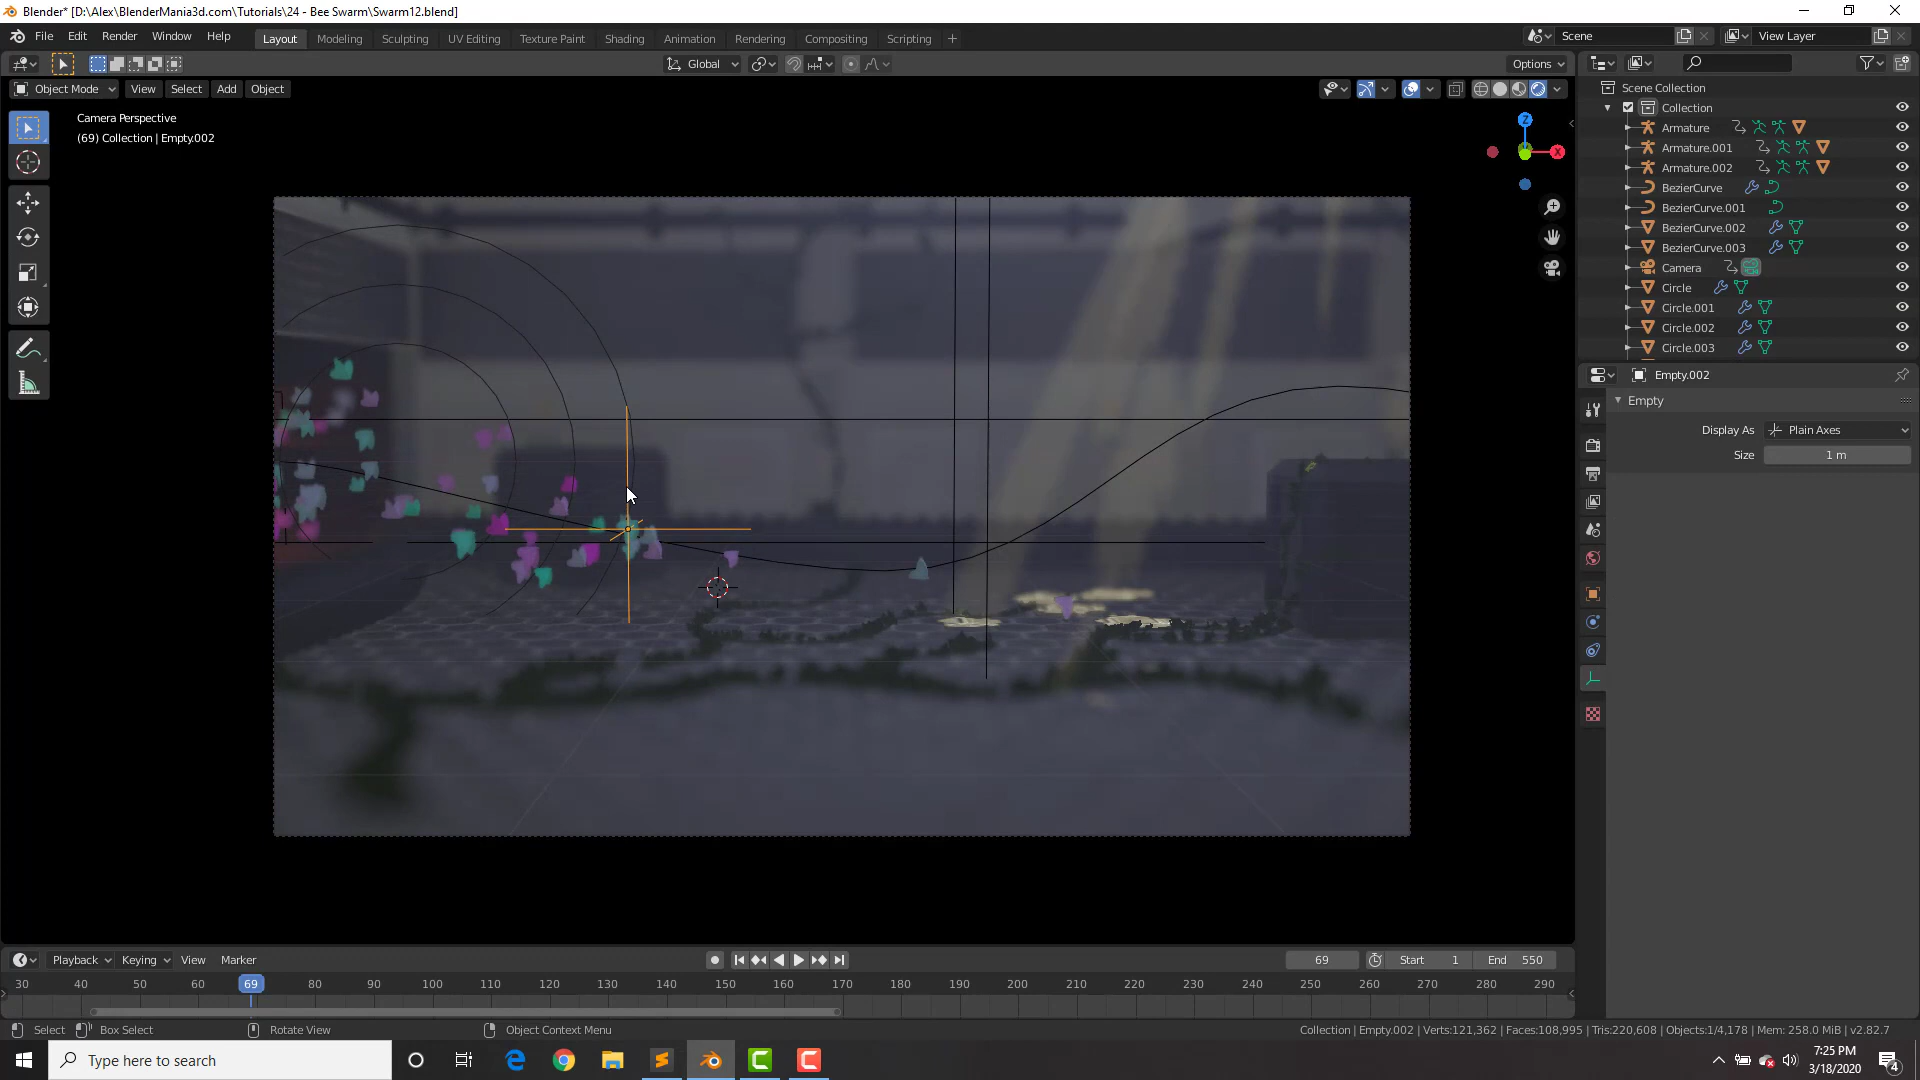 Blender* [D:\Alex\BlenderMania3d.com\Tutorials\24 - Bee Swarm\Swarm12.blend]
File Edit Render Window Help
Layout Modeling Sculpting UV Editing Texture Paint Shading Animation Rendering Compositing Scripting +
Scene
View Layer
Global
Options
Object Mode View Select Add Object
Camera Perspective
(69) Collection | Empty.002
Z
X
Scene Collection
Collection
Armature
Armature.001
Armature.002
BezierCurve
BezierCurve.001
BezierCurve.002
BezierCurve.003
Camera
Circle
Circle.001
Circle.002
Circle.003
Empty.002
Empty
Display As Plain Axes
Size 1 m
Playback Keying View Marker
69 Start 1 End 550
30 40 50 60 69 80 90 100 110 120 130 140 150 160 170 180 190 200 210 220 230 240 250 260 270 280 290
Select Box Select Rotate View Object Context Menu
Collection | Empty.002 | Verts:121,362 | Faces:108,995 | Tris:220,608 | Objects:1/4,178 | Mem: 258.0 MiB | v2.82.7
Type here to search
7:25 PM
3/18/2020
4